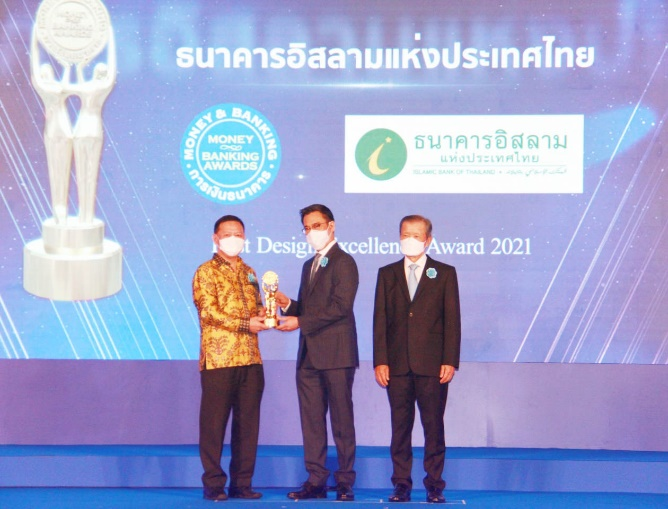 ธนาคารอิสลามแห่งประเทศไทย
MONEY & BANKING
MONEY
BANKING
AWARDS
การเงินธนาคาร
ธนาคารอิสลาม
แห่งประเทศไทย
ISLAMIC BANK OF THAILAND
Design Excellence Award 2021